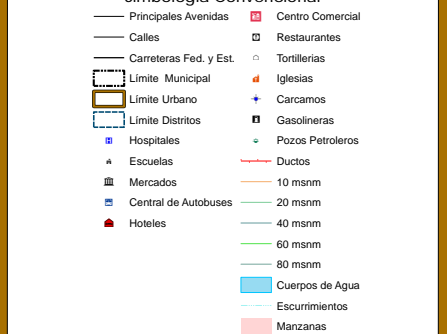 Simbología Convencional
Principales Avenidas
Calles
Carreteras Fed. y Est.
Límite Municipal
Límite Urbano
Límite Distritos
Hospitales
Escuelas
Mercados
Central de Autobuses
Hoteles
Centro Comercial
Restaurantes
Tortillerias
Iglesias
Carcamos
Gasolineras
Pozos Petroleros
Ductos
10 msnm
20 msnm
40 msnm
60 msnm
80 msnm
Cuerpos de Agua
Escurrimientos
Manzanas